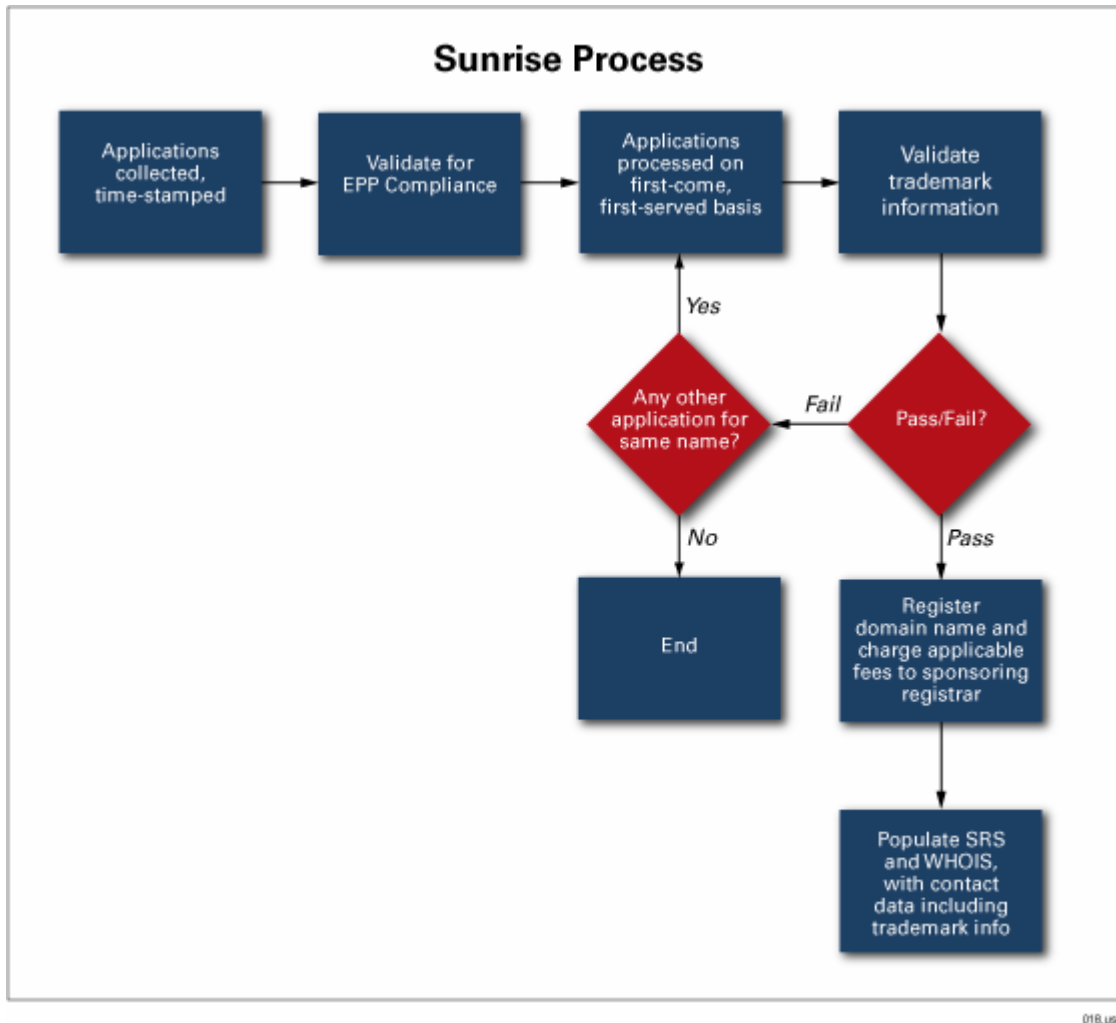 Sunrise Process
Applications
collected,
time-stamped
Validate for
EPP Compliance
Applications
processed on
first-come,
first-served basis
Validate
trademark
information
Yes
Any other
application for
same name?
Fail
Pass/Fail?
No
Pass
End
Register
domain name and
charge applicable
fees to sponsoring
registrar
Populate SRS
and WHOIS,
with contact
data including
trademark info
018.us